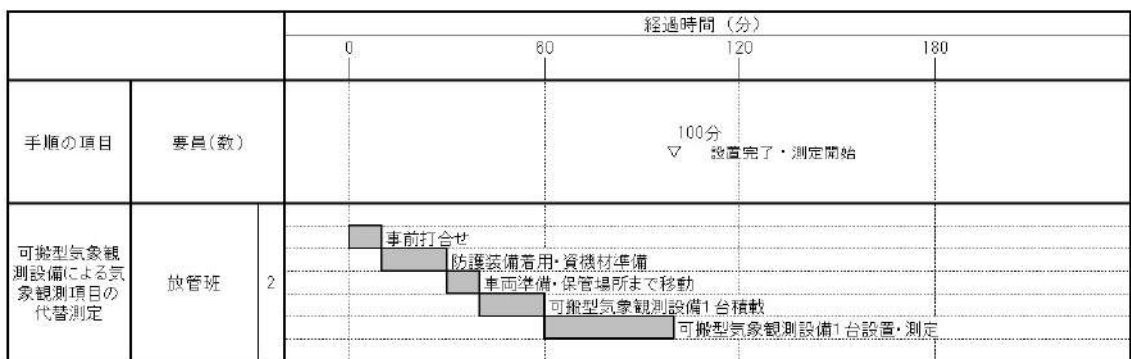 経過時間（分）
0 60 120 180
手順の項目 要員(数)
100分
▽ 設置完了・測定開始
可搬型気象観
測設備による気
象観測項目の
代替測定
放管班 2
事前打合せ
防護装備着用・資機材準備
車両準備・保管場所まで移動
可搬型気象観測設備1台積載
可搬型気象観測設備1台設置・測定